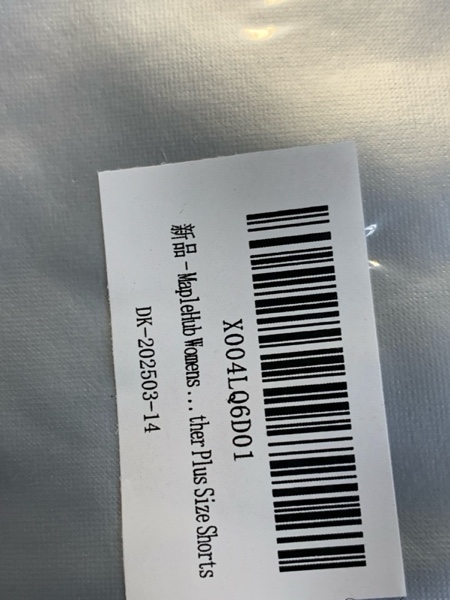 X004LQ6D01
新品 - MapleHub Womens...ther Plus Size Shorts
DK-202503-14